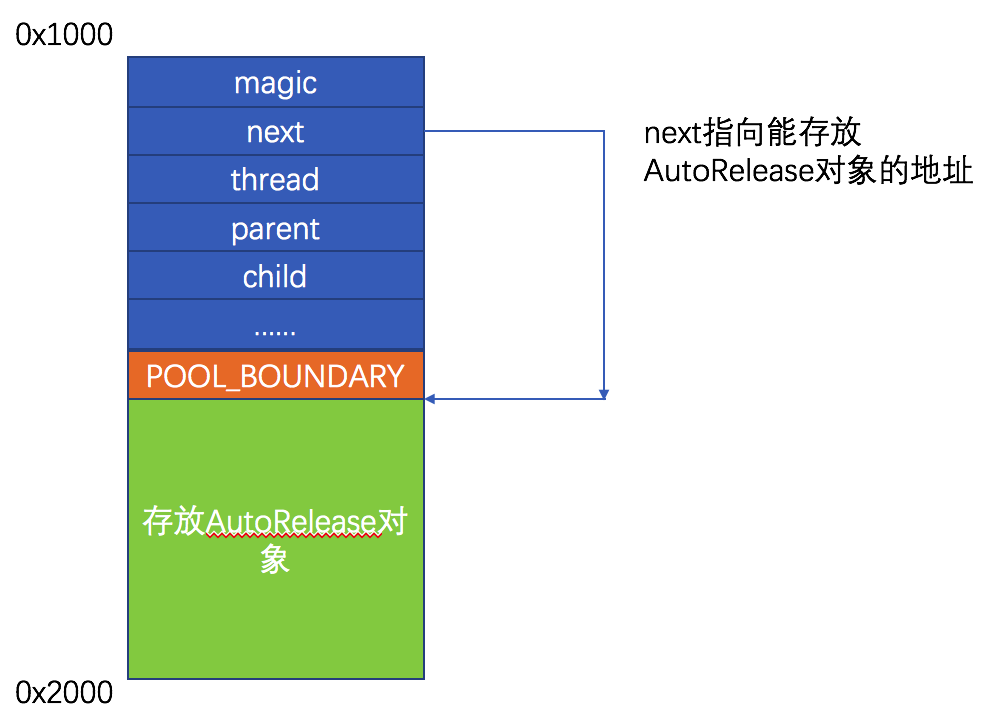 0x1000
magic
next
thread
parent
child
......
POOL_BOUNDARY
存放AutoRelease对
象
0x2000
next指向能存放
AutoRelease对象的地址